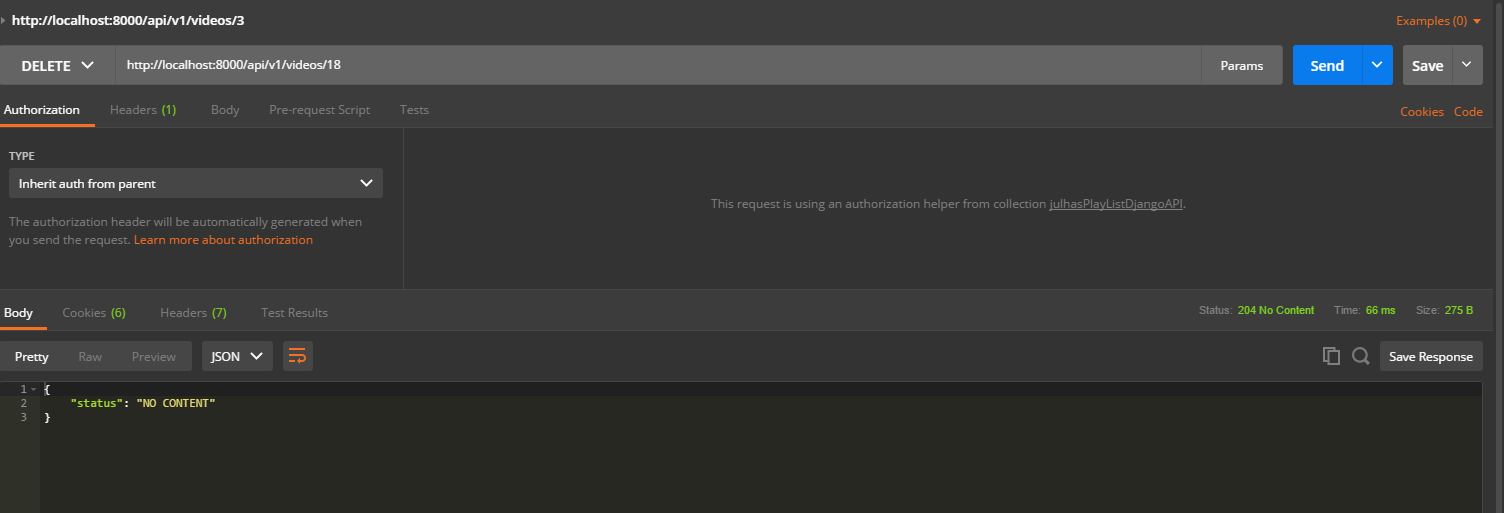 http://localhost:8000/api/v1/videos/3 Examples (0)
DELETE http://localhost:8000/api/v1/videos/18 Params Send Save
Authorization Headers (1) Body Pre-request Script Tests Cookies Code
TYPE
Inherit auth from parent
The authorization header will be automatically generated when
you send the request. Learn more about authorization
This request is using an authorization helper from collection julhasPlayListDjangoAPI.
Body Cookies (6) Headers (7) Test Results Status: 204 No Content Time: 66 ms Size: 275 B
Pretty Raw Preview JSON Save Response
1 {
2 "status": "NO CONTENT"
3 }